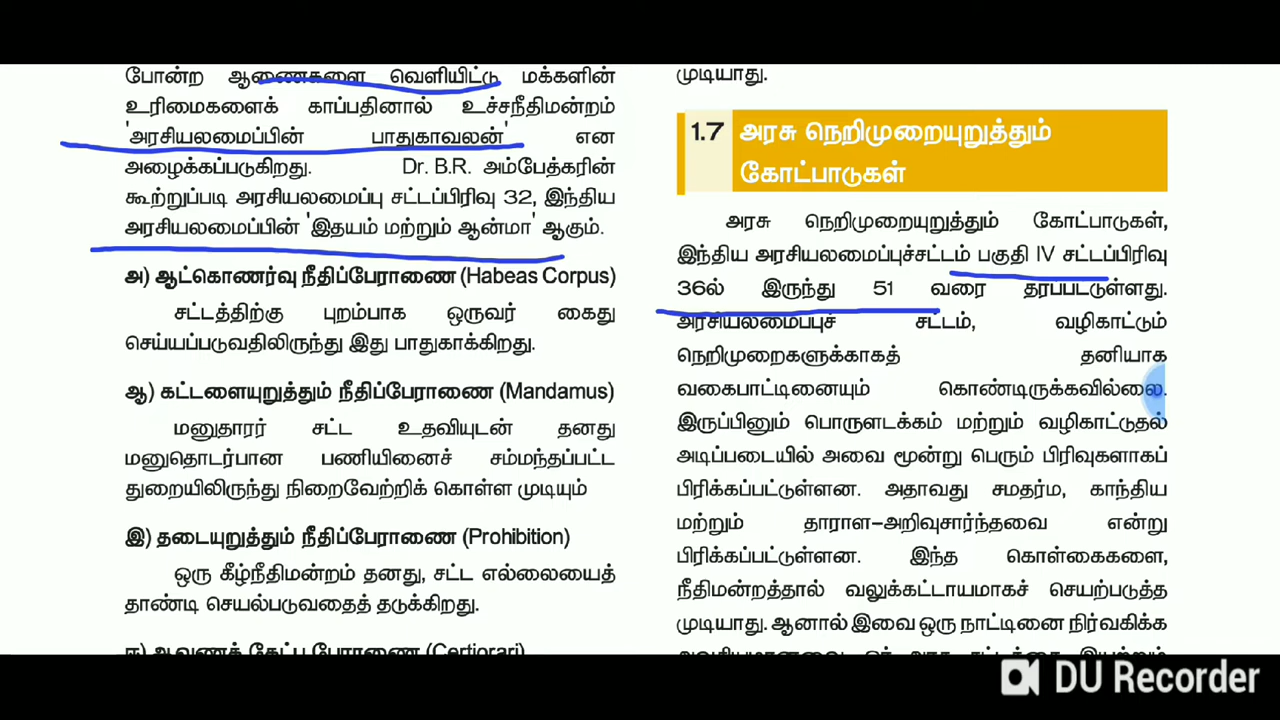 போன்ற ஆணைகளை வெளியிட்டு மக்களின்
உரிமைகளைக் காப்பதினால் உச்சநீதிமன்றம்
'அரசியலமைப்பின் பாதுகாவலன்' என
அழைக்கப்படுகிறது. Dr. B.R. அம்பேத்கரின்
கூற்றுப்படி அரசியலமைப்பு சட்டப்பிரிவு 32, இந்திய
அரசியலமைப்பின் 'இதயம் மற்றும் ஆன்மா' ஆகும்.
அ) ஆட்கொணர்வு நீதிப்பேராணை (Habeas Corpus)
சட்டத்திற்கு புறம்பாக ஒருவர் கைது
செய்யப்படுவதிலிருந்து இது பாதுகாக்கிறது.
ஆ) கட்டளையுறுத்தும் நீதிப்பேராணை (Mandamus)
மனுதாரர் சட்ட உதவியுடன் தனது
மனுதொடர்பான பணியினைச் சம்மந்தப்பட்ட
துறையிலிருந்து நிறைவேற்றிக் கொள்ள முடியும்
இ) தடையுறுத்தும் நீதிப்பேராணை (Prohibition)
ஒரு கீழ்நீதிமன்றம் தனது, சட்ட எல்லையைத்
தாண்டி செயல்படுவதைத் தடுக்கிறது.
ஈ) ஆவணக் கேட்பு பேராணை (Certiorari)
முடியாது.
1.7 அரசு நெறிமுறையுறுத்தும்
கோட்பாடுகள்
அரசு நெறிமுறையுறுத்தும் கோட்பாடுகள்,
இந்திய அரசியலமைப்புச்சட்டம் பகுதி IV சட்டப்பிரிவு
36ல் இருந்து 51 வரை தரப்பட்டுள்ளது.
அரசியலமைப்புச் சட்டம், வழிகாட்டும்
நெறிமுறைகளுக்காகத் தனியாக
வகைபாட்டினையும் கொண்டிருக்கவில்லை.
இருப்பினும் பொருளடக்கம் மற்றும் வழிகாட்டுதல்
அடிப்படையில் அவை மூன்று பெரும் பிரிவுகளாகப்
பிரிக்கப்பட்டுள்ளன. அதாவது சமதர்ம, காந்திய
மற்றும் தாராள-அறிவுசார்ந்தவை என்று
பிரிக்கப்பட்டுள்ளன. இந்த கொள்கைகளை,
நீதிமன்றத்தால் வலுக்கட்டாயமாகச் செயற்படுத்த
முடியாது. ஆனால் இவை ஒரு நாட்டினை நிர்வகிக்க
DU Recorder